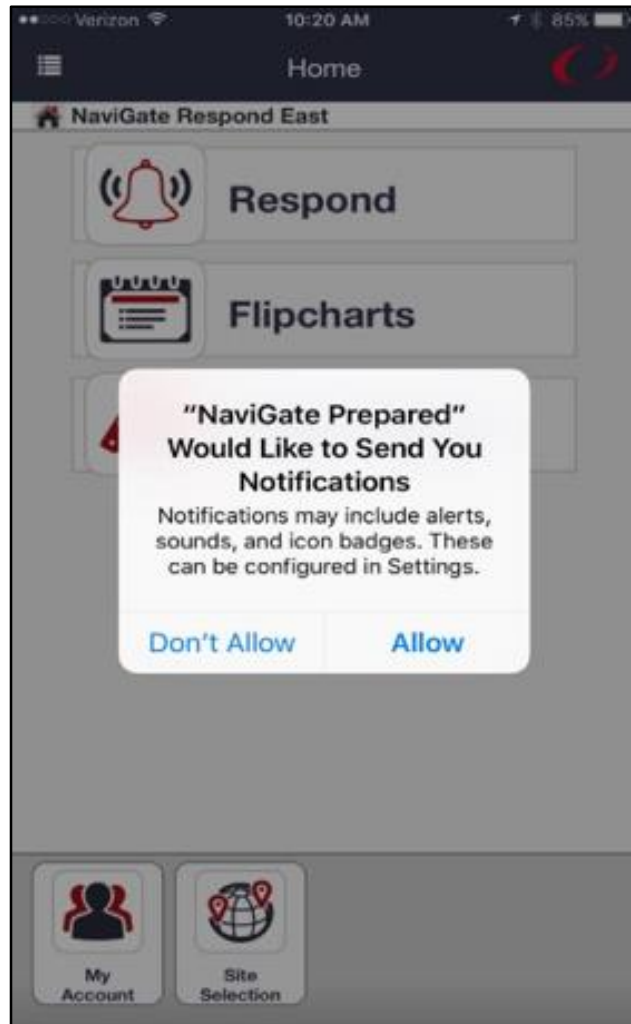 Verizon 10:20 AM 85%
Home
NaviGate Respond East
Respond
Flipcharts
“NaviGate Prepared”
Would Like to Send You
Notifications
Notifications may include alerts,
sounds, and icon badges. These
can be configured in Settings.
Don’t Allow Allow
My
Account
Site
Selection